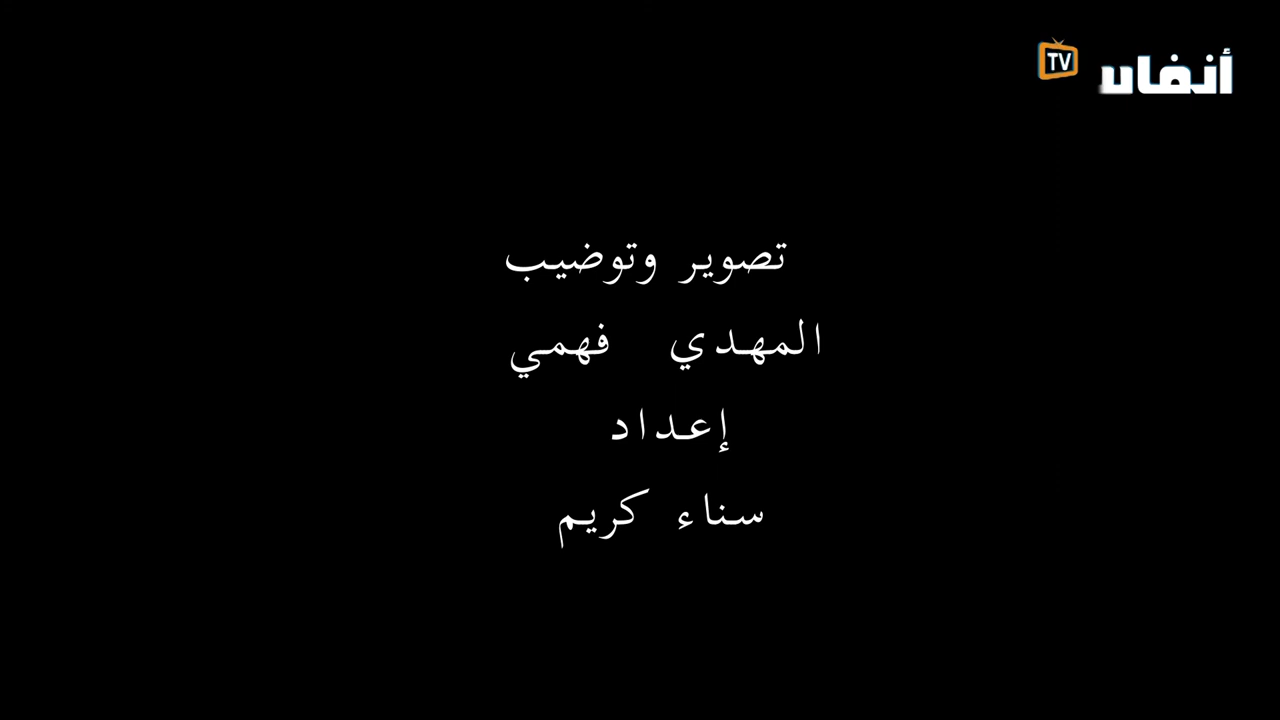 أنفاس TV
تصوير وتوضيب
المهدي فهمي
إعداد
سناء كريم